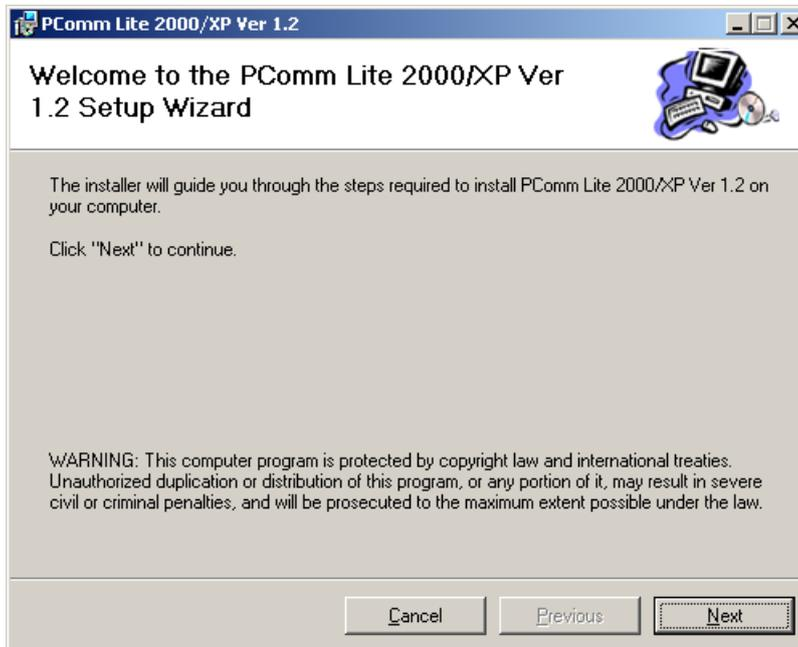 PComm Lite 2000/XP Ver 1.2
Welcome to the PComm Lite 2000/XP Ver
1.2 Setup Wizard
The installer will guide you through the steps required to install PComm Lite 2000/XP Ver 1.2 on
your computer.
Click "Next" to continue.
WARNING: This computer program is protected by copyright law and international treaties.
Unauthorized duplication or distribution of this program, or any portion of it, may result in severe
civil or criminal penalties, and will be prosecuted to the maximum extent possible under the law.
Cancel
Previous
Next